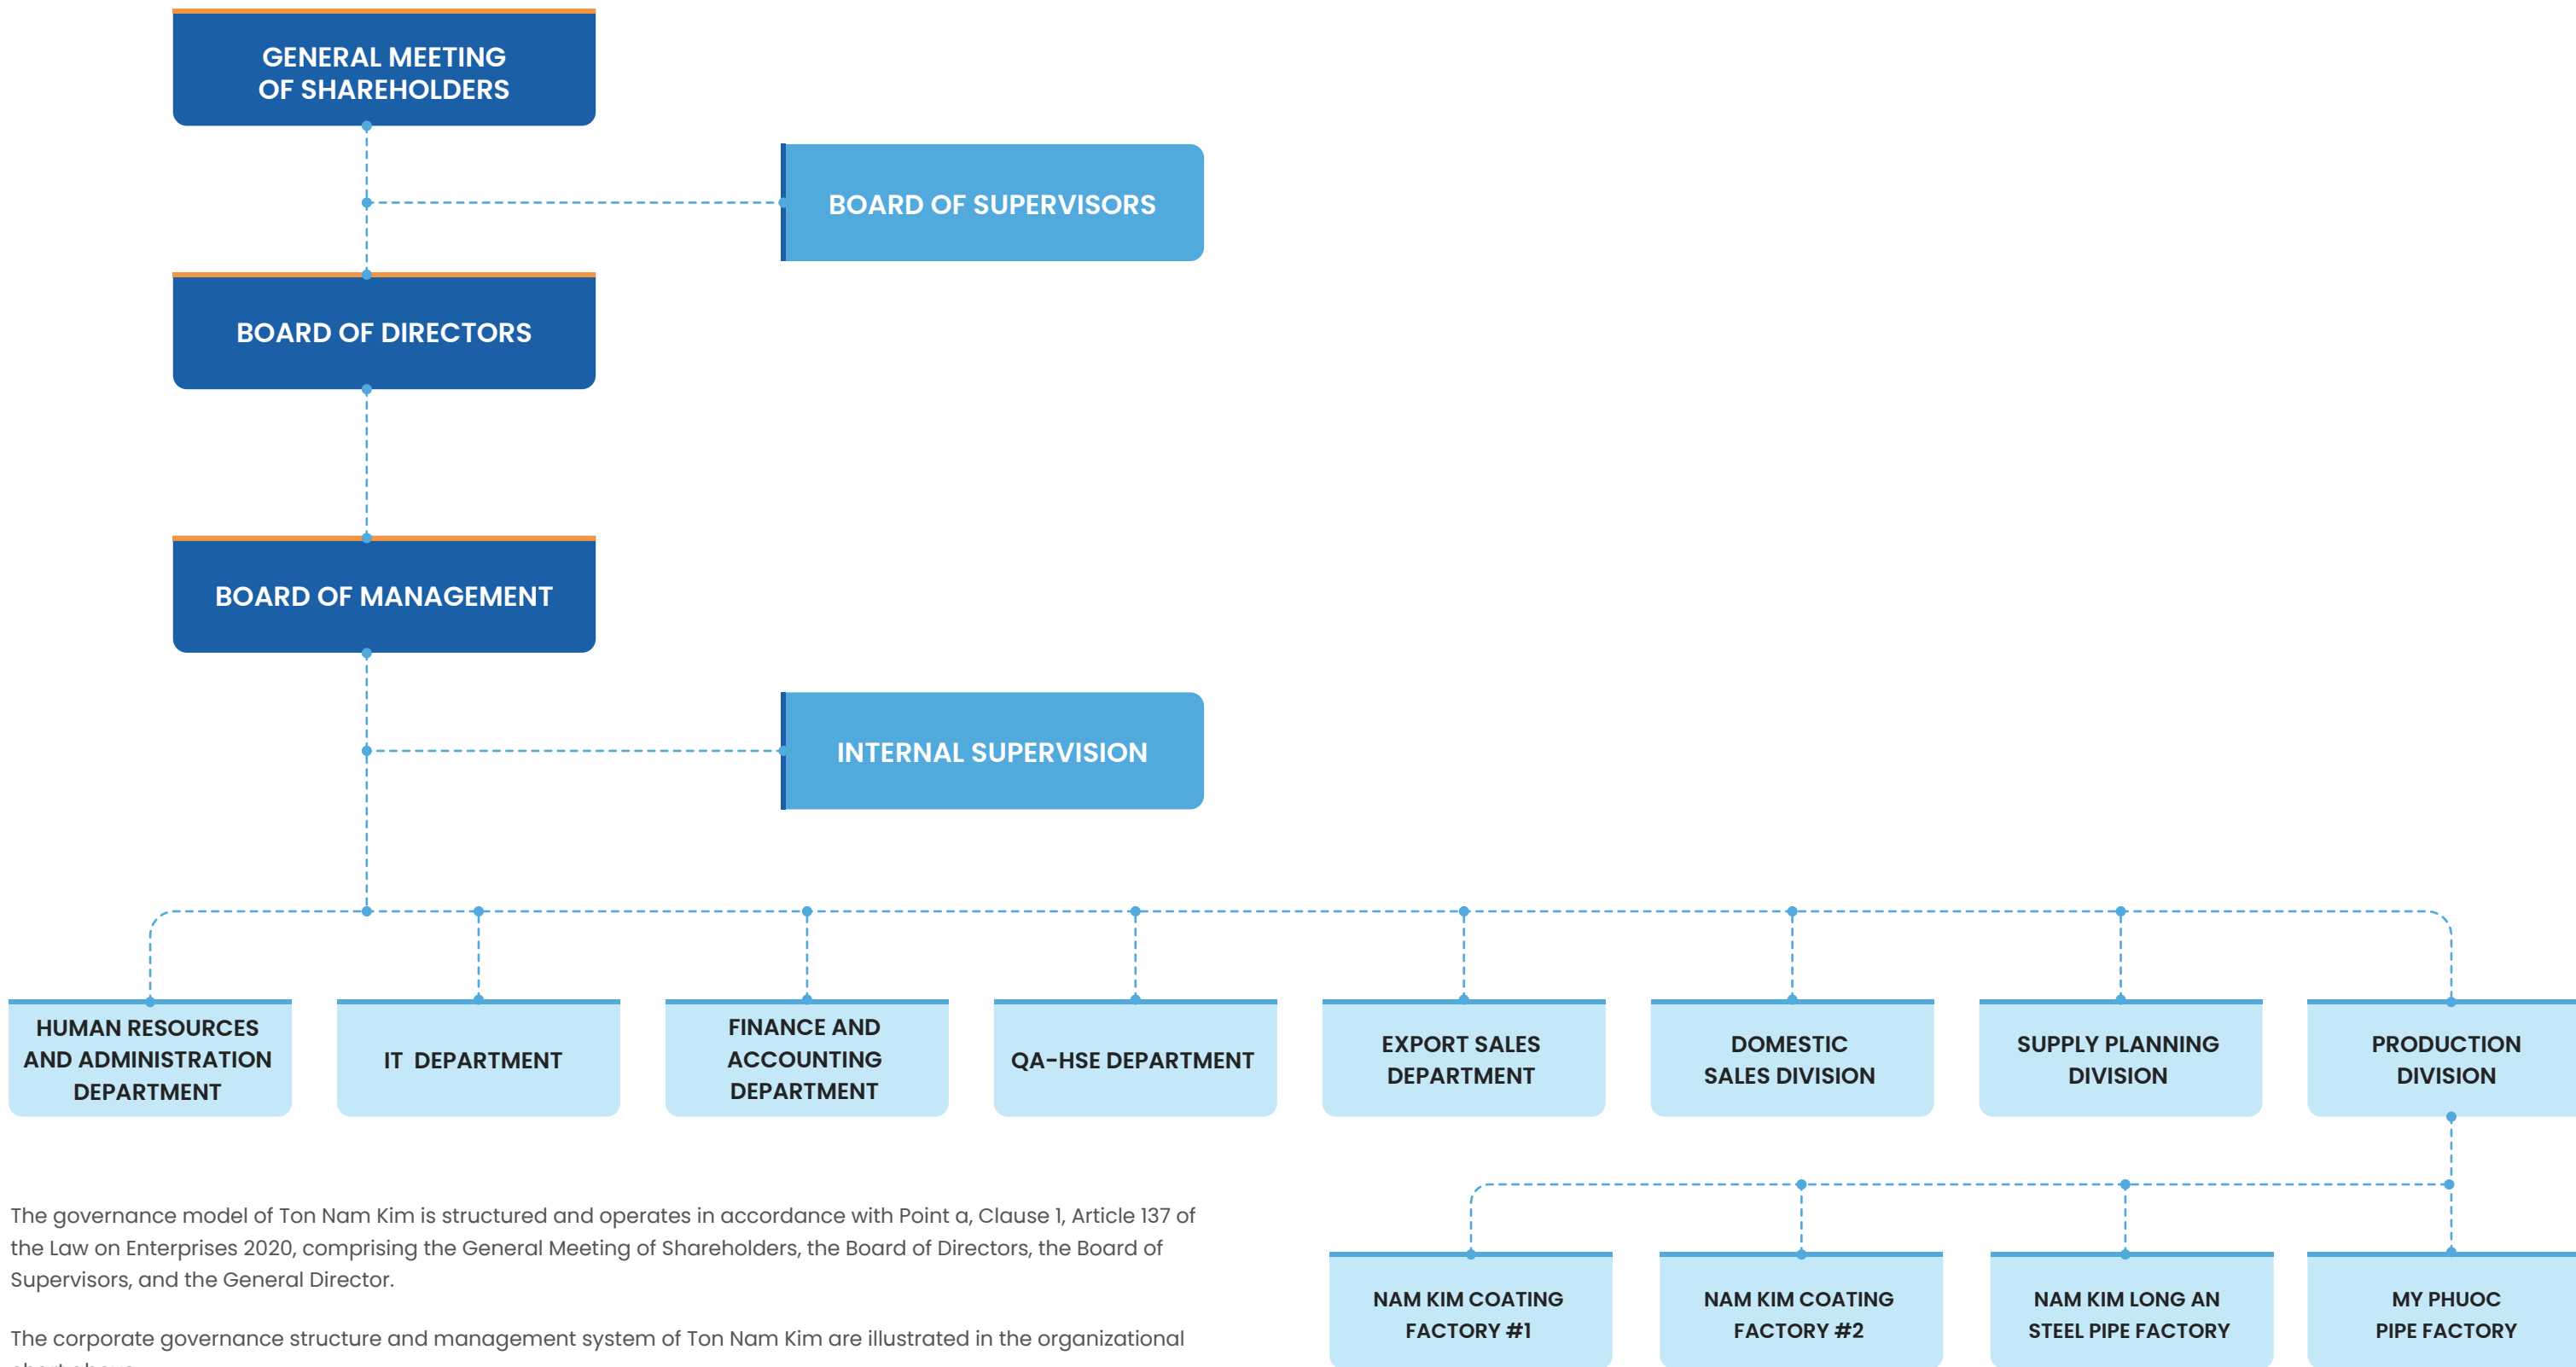 GENERAL MEETING
OF SHAREHOLDERS
BOARD OF SUPERVISORS
BOARD OF DIRECTORS
BOARD OF MANAGEMENT
INTERNAL SUPERVISION
HUMAN RESOURCES
AND ADMINISTRATION
DEPARTMENT
IT DEPARTMENT
FINANCE AND
ACCOUNTING
DEPARTMENT
QA-HSE DEPARTMENT
EXPORT SALES
DEPARTMENT
DOMESTIC
SALES DIVISION
SUPPLY PLANNING
DIVISION
PRODUCTION
DIVISION
The governance model of Ton Nam Kim is structured and operates in accordance with Point a, Clause 1, Article 137 of
the Law on Enterprises 2020, comprising the General Meeting of Shareholders, the Board of Directors, the Board of
Supervisors, and the General Director.
The corporate governance structure and management system of Ton Nam Kim are illustrated in the organizational
NAM KIM COATING
FACTORY #1
NAM KIM COATING
FACTORY #2
NAM KIM LONG AN
STEEL PIPE FACTORY
MY PHUOC
PIPE FACTORY